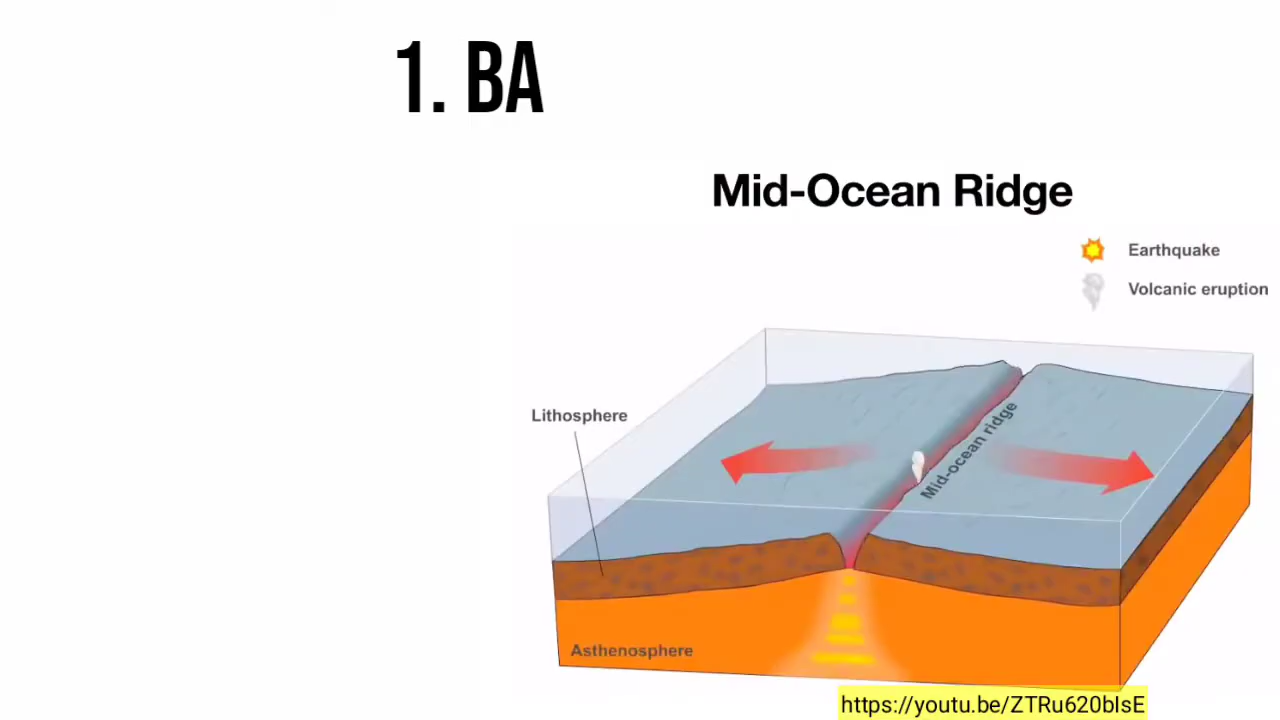 1. BA
Mid-Ocean Ridge
Earthquake
Volcanic eruption
Lithosphere
Mid-ocean ridge
Asthenosphere
https://youtu.be/ZTRu620bIsE